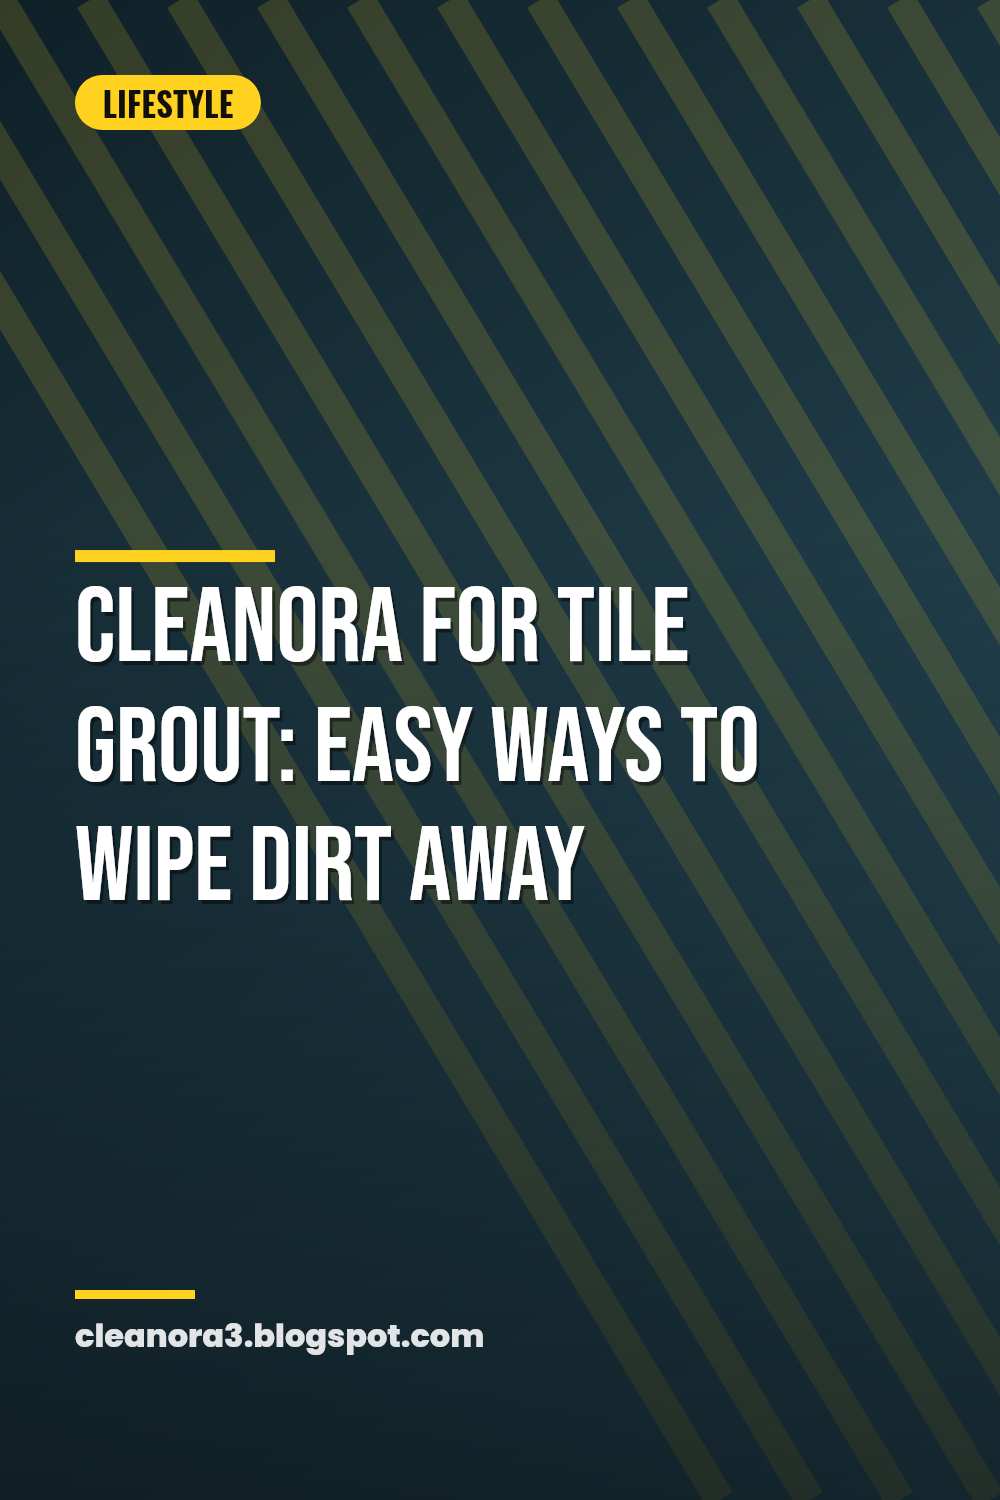 LIFESTYLE
CLEANORA FOR TILE
GROUT: EASY WAYS TO
WIPE DIRT AWAY
cleanora3.blogspot.com